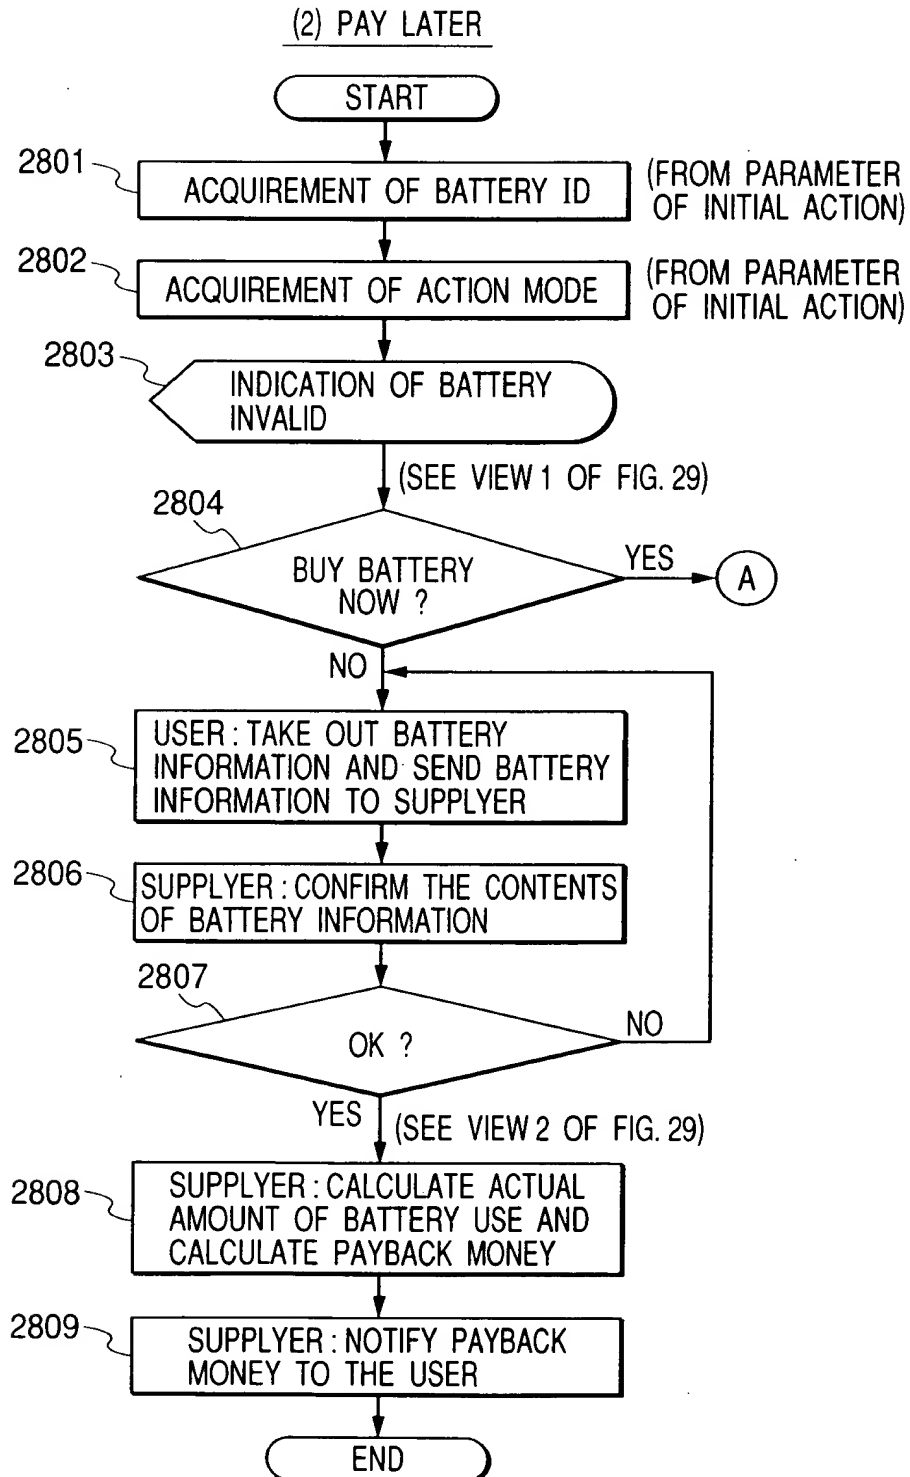 (2) PAY LATER
START
2801
ACQUIREMENT OF BATTERY ID
(FROM PARAMETER
OF INITIAL ACTION)
2802
ACQUIREMENT OF ACTION MODE
(FROM PARAMETER
OF INITIAL ACTION)
2803
INDICATION OF BATTERY
INVALID
(SEE VIEW 1 OF FIG. 29)
2804
BUY BATTERY
NOW ?
YES
A
NO
2805
USER : TAKE OUT BATTERY
INFORMATION AND SEND BATTERY
INFORMATION TO SUPPLYER
2806
SUPPLYER : CONFIRM THE CONTENTS
OF BATTERY INFORMATION
2807
OK ?
NO
YES
(SEE VIEW 2 OF FIG. 29)
2808
SUPPLYER : CALCULATE ACTUAL
AMOUNT OF BATTERY USE AND
CALCULATE PAYBACK MONEY
2809
SUPPLYER : NOTIFY PAYBACK
MONEY TO THE USER
END